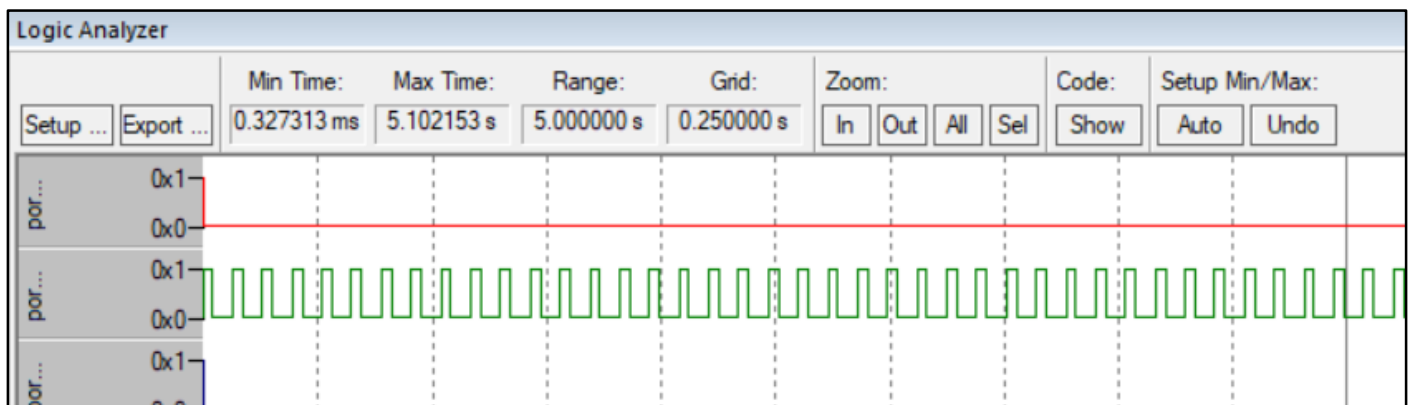 Logic Analyzer
Min Time: Max Time: Range: Grid: Zoom: Code: Setup Min/Max:
Setup ... Export ... 0.327313 ms 5.102153 s 5.000000 s 0.250000 s In Out All Sel Show Auto Undo
por...
0x1
0x0
por...
0x1
0x0
por...
0x1